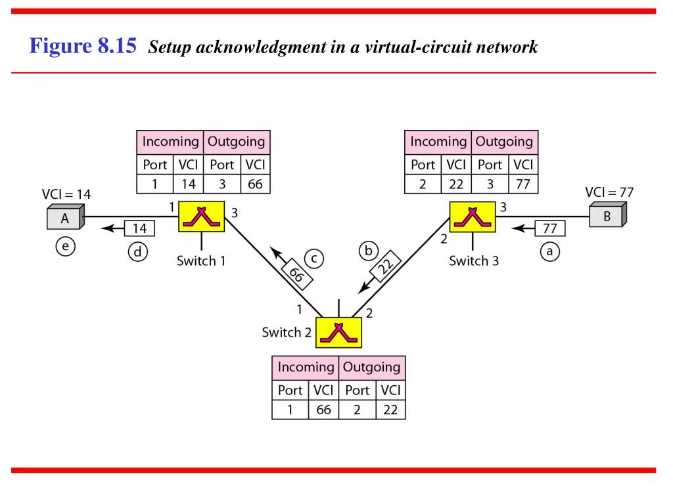 Figure 8.15 Setup acknowledgment in a virtual-circuit network
Incoming Outgoing
Port VCI Port VCI
1 14 3 66
Incoming Outgoing
Port VCI Port VCI
2 22 3 77
VCI = 14
A
e
14
d
1
3
Switch 1
66
c
b
22
2
3
Switch 3
77
a
VCI = 77
B
1
2
Switch 2
Incoming Outgoing
Port VCI Port VCI
1 66 2 22